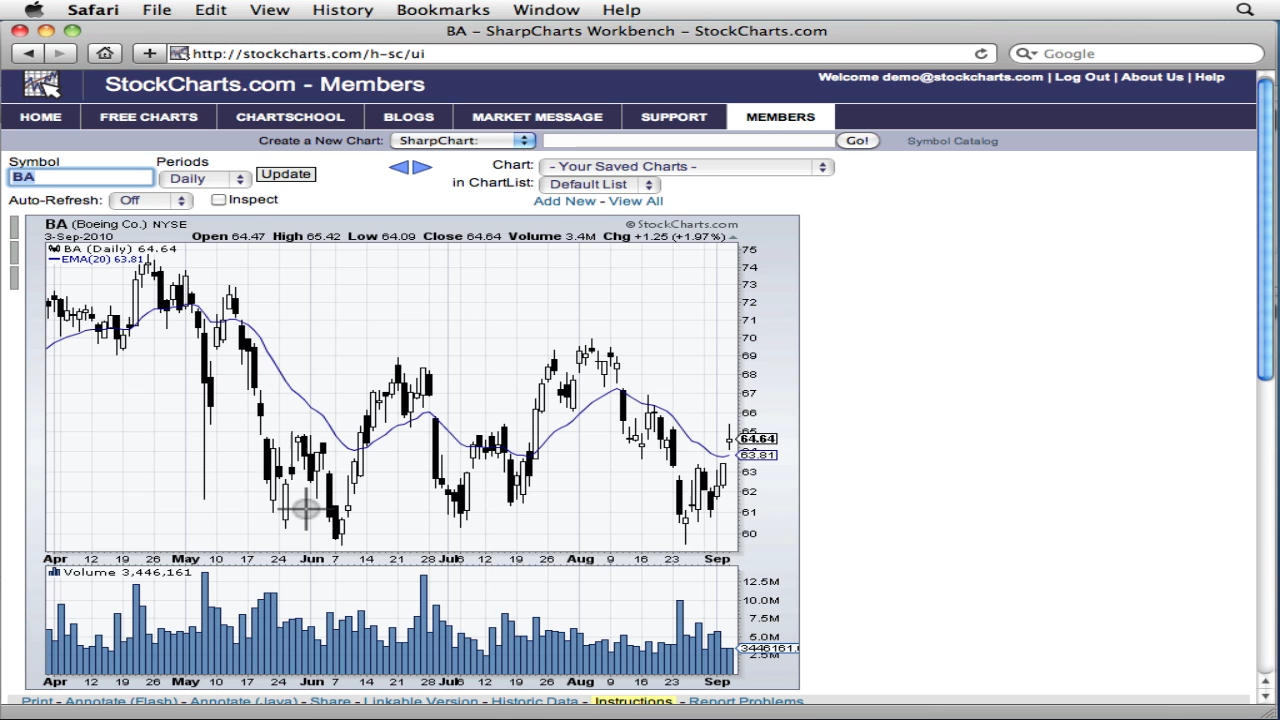 Safari File Edit View History Bookmarks Window Help
BA – SharpCharts Workbench – StockCharts.com
http://stockcharts.com/h-sc/ui Google
StockCharts.com - Members Welcome demo@stockcharts.com | Log Out | About Us | Help
HOME FREE CHARTS CHARTSCHOOL BLOGS MARKET MESSAGE SUPPORT MEMBERS
Create a New Chart: SharpChart: Go! Symbol Catalog
Symbol Periods Chart: - Your Saved Charts -
BA Daily Update in ChartList: Default List
Auto-Refresh: Off Inspect Add New - View All
BA (Boeing Co.) NYSE © StockCharts.com
3-Sep-2010 Open 64.47 High 65.42 Low 64.09 Close 64.64 Volume 3.4M Chg +1.25 (+1.97%)
BA (Daily) 64.64
EMA(20) 63.81
75
74
73
72
71
70
69
68
67
66
65
64.64
63.81
63
62
61
60
Apr 12 19 26 May 10 17 24 Jun 7 14 21 28 Jul 6 12 19 26 Aug 9 16 23 Sep
Volume 3,446,161
12.5M
10.0M
7.5M
5.0M
3446161
2.5M
Apr 12 19 26 May 10 17 24 Jun 7 14 21 28 Jul 6 12 19 26 Aug 9 16 23 Sep
Print - Annotate (Flash) - Annotate (Java) - Share - Linkable Version - Historic Data - Instructions - Report Problems